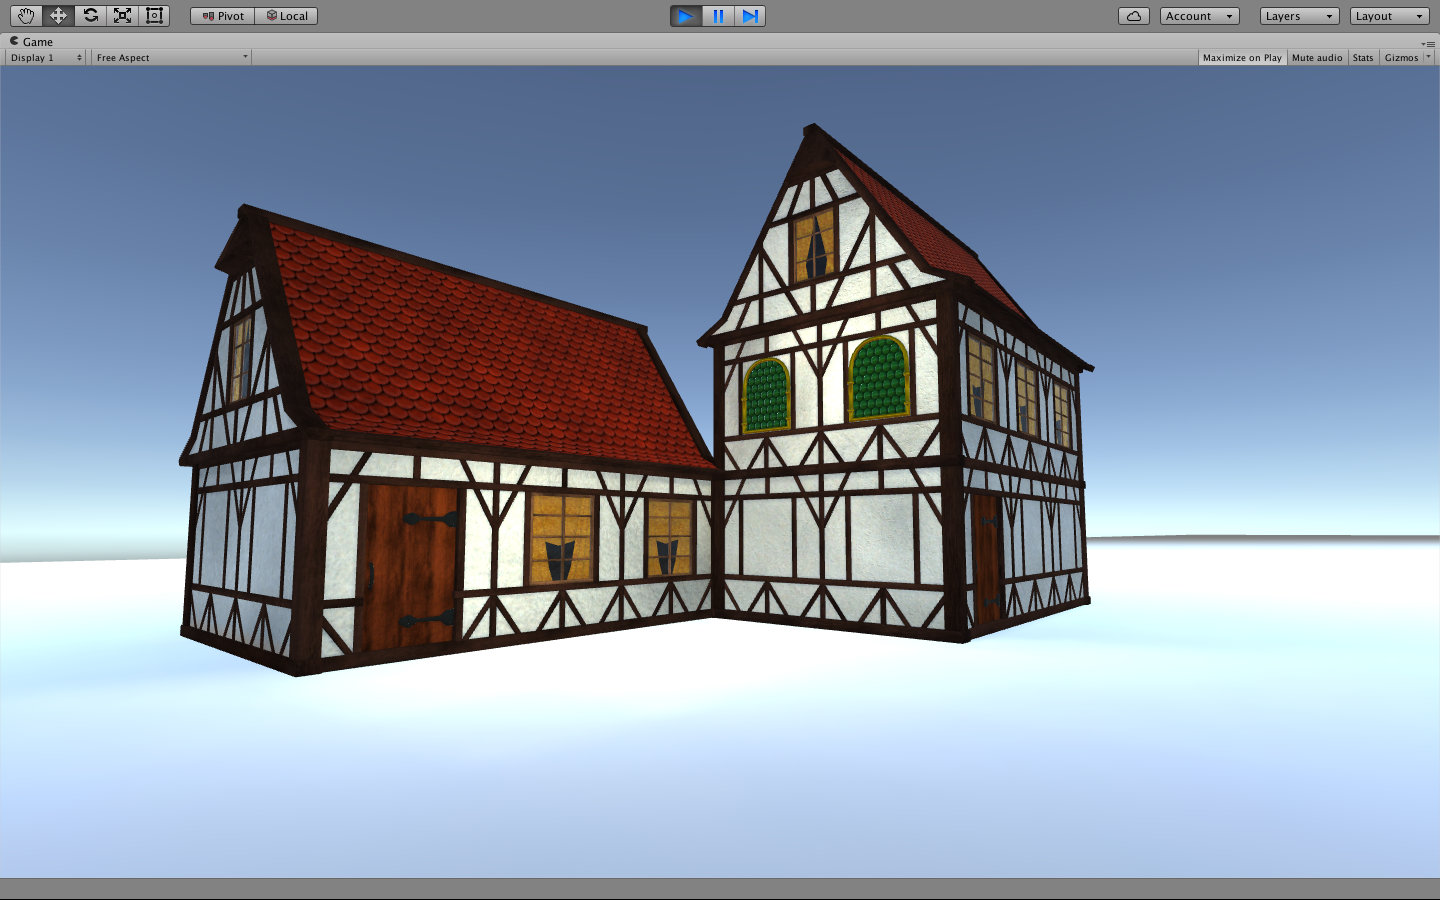 Pivot Local Account Layers Layout
Game
Display 1 Free Aspect Maximize on Play Mute audio Stats Gizmos